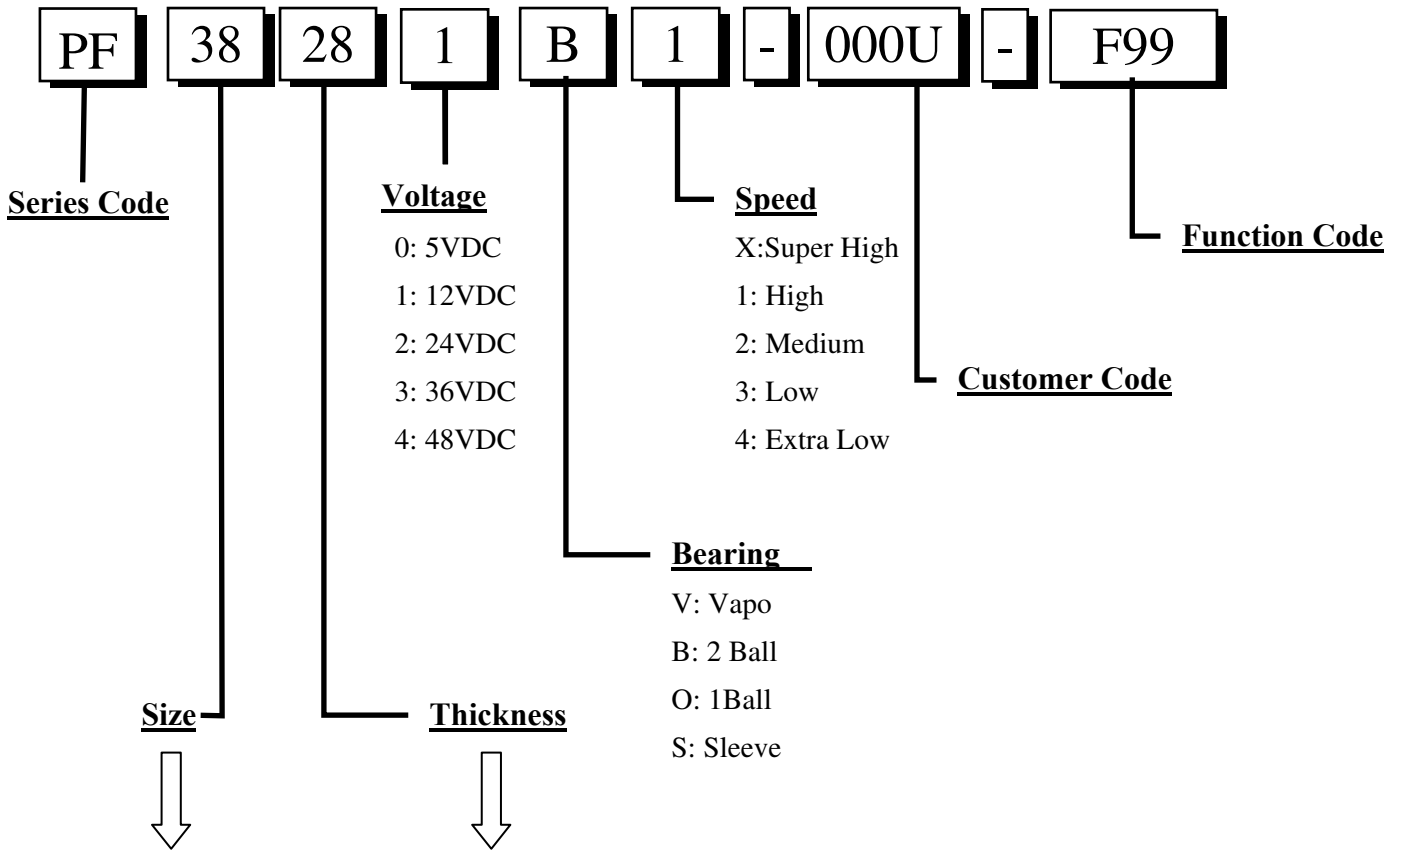 PF 38 28 1 B 1 - 000U - F99
Series Code
Voltage
0: 5VDC
1: 12VDC
2: 24VDC
3: 36VDC
4: 48VDC
Speed
X:Super High
1: High
2: Medium
3: Low
4: Extra Low
Function Code
Customer Code
Bearing
V: Vapo
B: 2 Ball
O: 1Ball
S: Sleeve
Size
Thickness